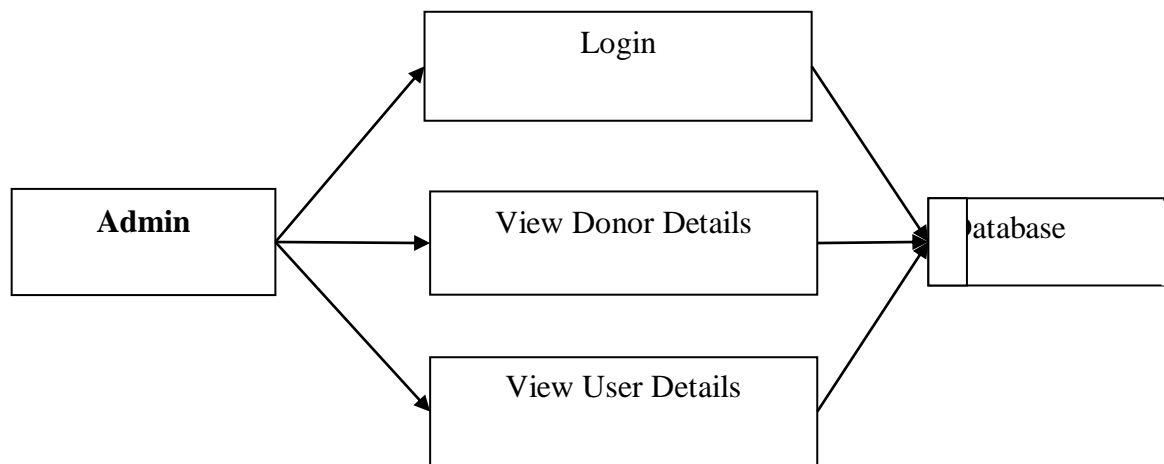 Login
Admin
View Donor Details
Database
View User Details